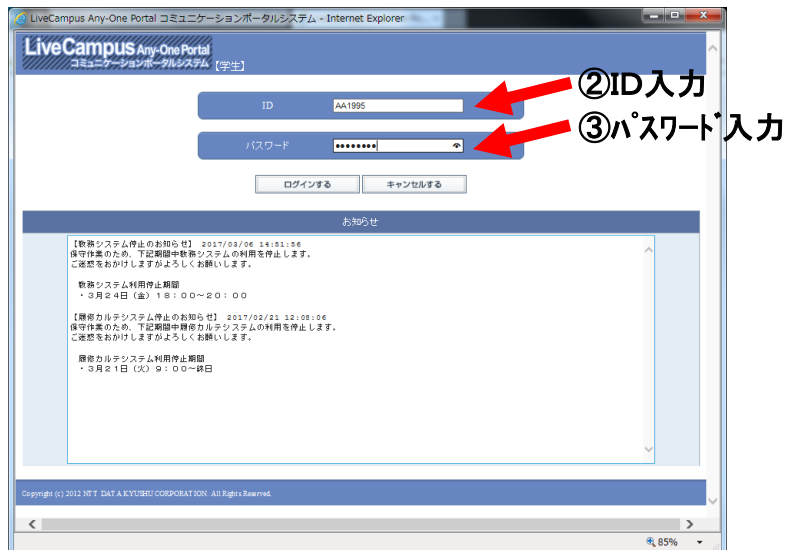 LiveCampus Any-One Portal コミュニケーションポータルシステム - Internet Explorer
LiveCampus Any-One Portal
コミュニケーションポータルシステム【学生】
ID AA1995
②ID入力
パスワード ●●●●●●●●
③ﾊﾟｽﾜｰﾄﾞ入力
ログインする キャンセルする
お知らせ
【教務システム停止のお知らせ】 2017/03/06 14:51:56
保守作業のため、下記期間中教務システムの利用を停止します。
ご迷惑をおかけしますがよろしくお願いします。
教務システム利用停止期間
・３月２４日（金）１８：００～２０：００
【履修カルテシステム停止のお知らせ】 2017/02/21 12:08:06
保守作業のため、下記期間中履修カルテシステムの利用を停止します。
ご迷惑をおかけしますがよろしくお願いします。
履修カルテシステム利用停止期間
・３月２１日（火）９：００～終日
Copyright (c) 2012 NTT DATA KYUSHU CORPORATION. All Rights Reserved.
85%